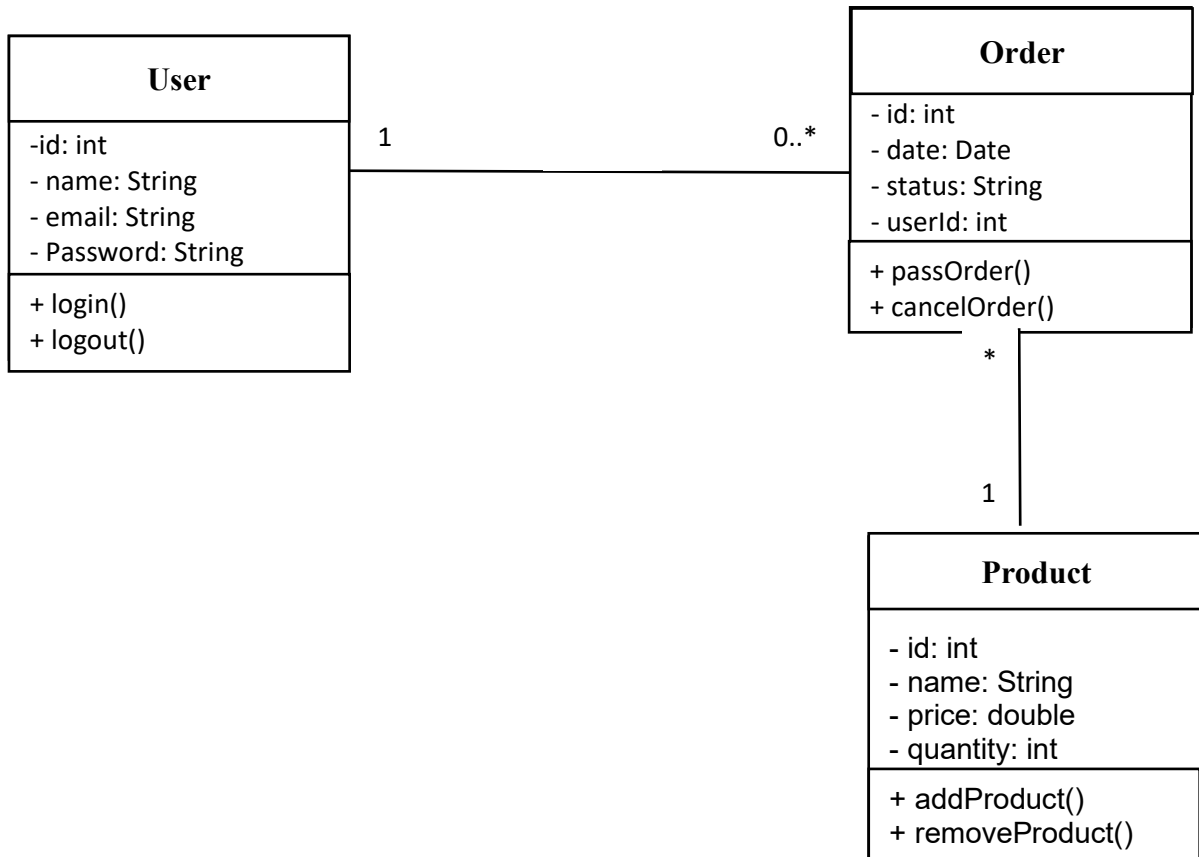 User
-id: int
- name: String
- email: String
- Password: String
+ login()
+ logout()
1
0..*
Order
- id: int
- date: Date
- status: String
- userId: int
+ passOrder()
+ cancelOrder()
*
1
Product
- id: int
- name: String
- price: double
- quantity: int
+ addProduct()
+ removeProduct()